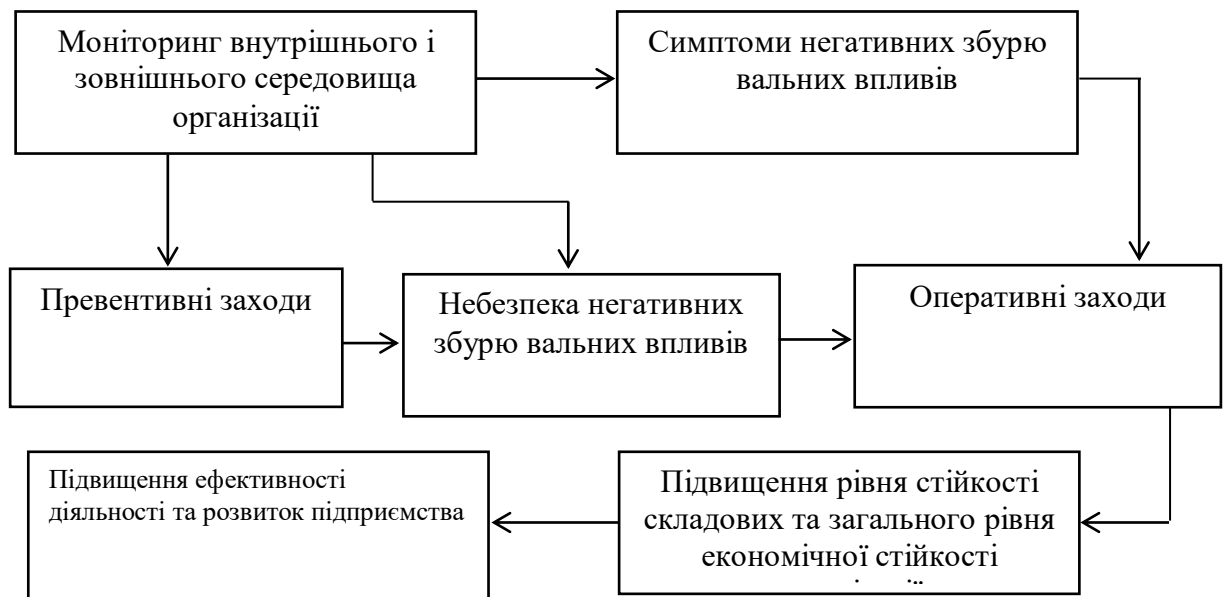 Моніторинг внутрішнього і
зовнішнього середовища
організації
Симптоми негативних збурю
вальних впливів
Превентивні заходи
Небезпека негативних
збурю вальних впливів
Оперативні заходи
Підвищення ефективності
діяльності та розвиток підприємства
Підвищення рівня стійкості
складових та загального рівня
економічної стійкості